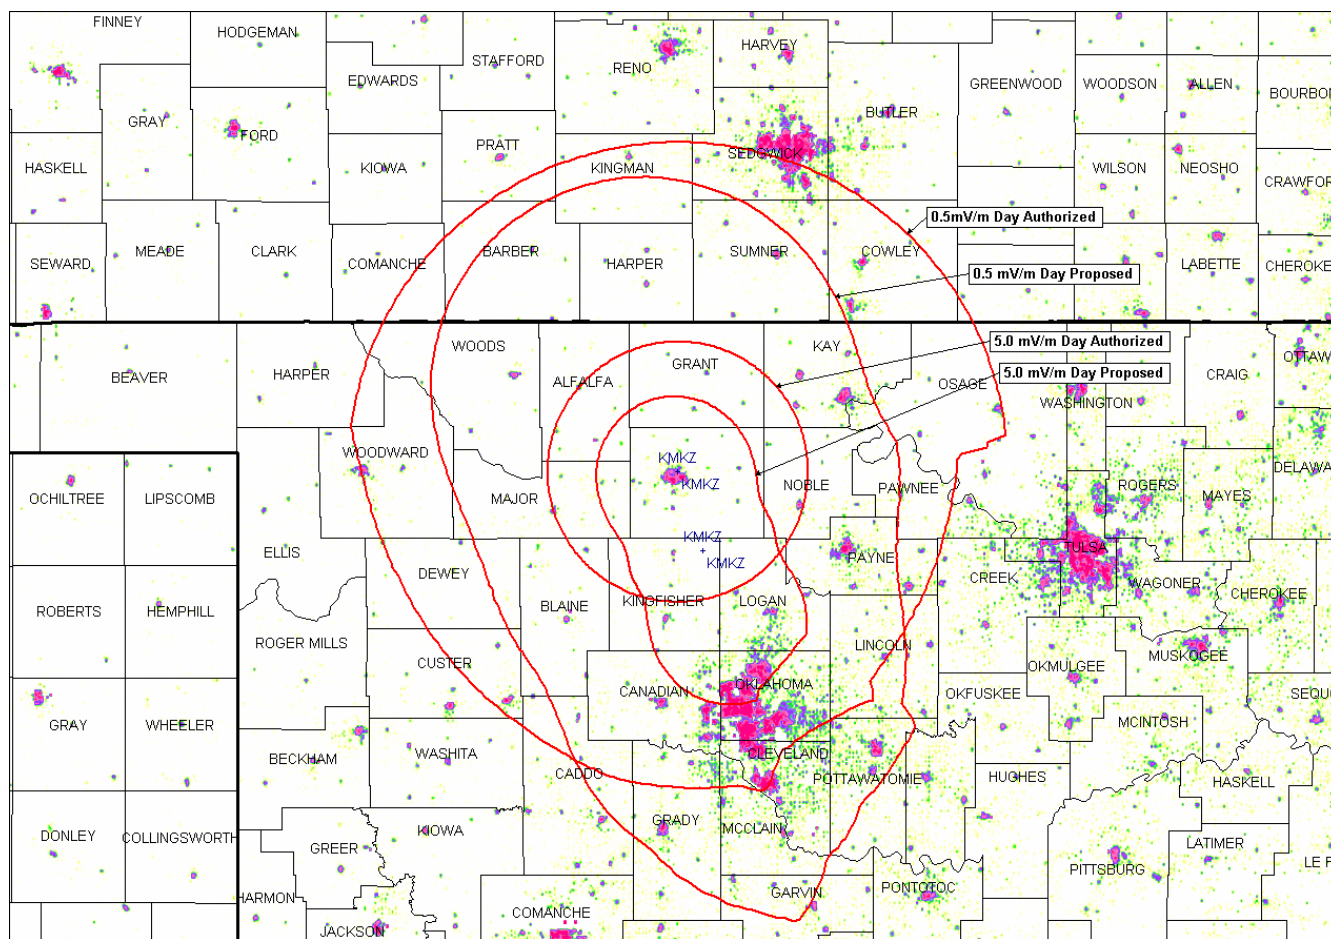 FINNEY
HODGEMAN
STAFFORD
HARVEY
RENO
EDWARDS
GREENWOOD
WOODSON
ALLEN
BOURBON
GRAY
FORD
BUTLER
PRATT
SEDGWICK
HASKELL
KIOWA
KINGMAN
WILSON
NEOSHO
CRAWFOR
0.5mV/m Day Authorized
MEADE
CLARK
BARBER
SUMNER
COWLEY
SEWARD
COMANCHE
HARPER
LABETTE
CHEROKE
0.5 mV/m Day Proposed
5.0 mV/m Day Authorized
WOODS
KAY
OTTAW
GRANT
5.0 mV/m Day Proposed
BEAVER
HARPER
ALFALFA
OSAGE
CRAIG
WASHINGTON
WOODWARD
KMKZ
DELAWA
OCHILTREE
LIPSCOMB
MAJOR
KMKZ
NOBLE
PAWNEE
ROGERS
MAYES
KMKZ
ELLIS
KMKZ
PAYNE
TULSA
DEWEY
CREEK
WAGONER
CHEROKEE
ROBERTS
HEMPHILL
BLAINE
KINGFISHER
LOGAN
ROGER MILLS
LINCOLN
CUSTER
OKMULGEE
MUSKOGEE
CANADIAN
OKLAHOMA
OKFUSKEE
SEQU
GRAY
WHEELER
MCINTOSH
BECKHAM
WASHITA
CADDO
CLEVELAND
POTTAWATOMIE
HUGHES
HASKELL
DONLEY
COLLINGSWORTH
KIOWA
GRADY
MCCLAIN
GREER
LATIMER
PITTSBURG
LE F
HARMON
GARVIN
PONTOTOC
COMANCHE
JACKSON